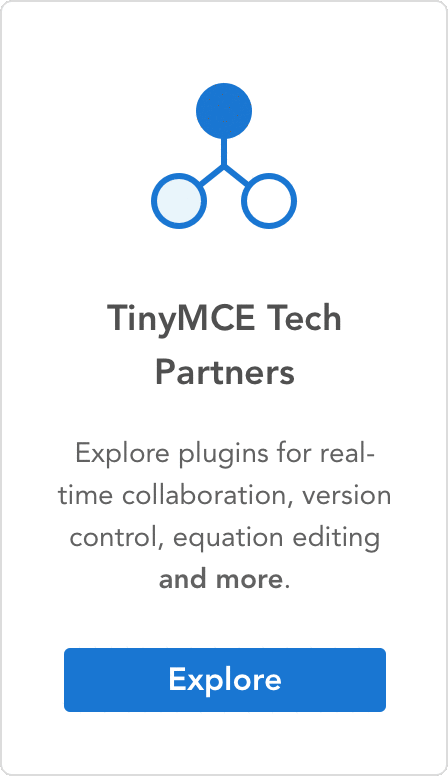 TinyMCE Tech
Partners
Explore plugins for real-
time collaboration, version
control, equation editing
and more.
Explore